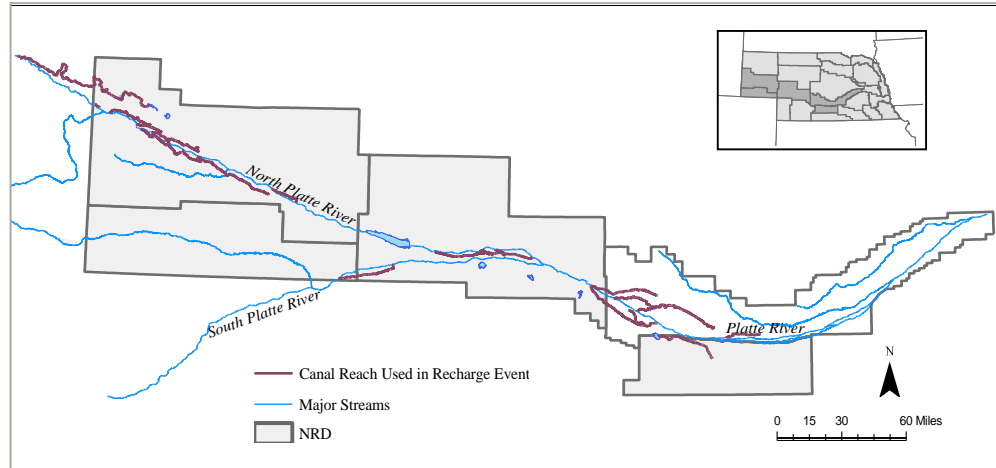 North Platte River
South Platte River
Platte River
Canal Reach Used in Recharge Event
Major Streams
NRD
N
0 15 30 60 Miles